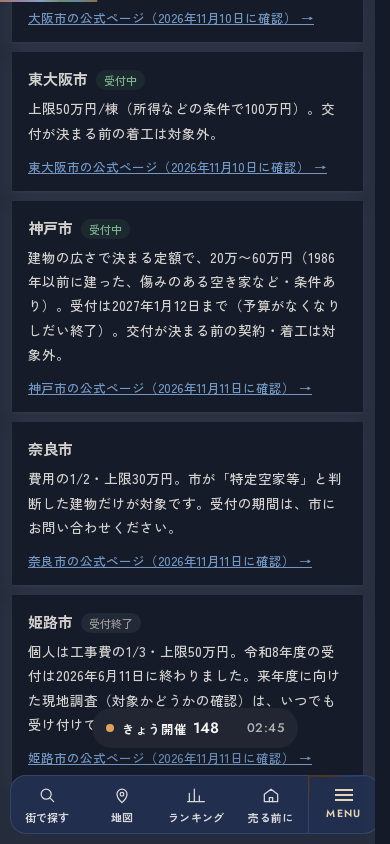 大阪市の公式ページ（2026年11月10日に確認） →
東大阪市 受付中
上限50万円/棟（所得などの条件で100万円）。交
付が決まる前の着工は対象外。
東大阪市の公式ページ（2026年11月10日に確認） →
神戸市 受付中
建物の広さで決まる定額で、20万〜60万円（1986
年以前に建った、傷みのある空き家など・条件あ
り）。受付は2027年1月12日まで（予算がなくなり
しだい終了）。交付が決まる前の契約・着工は対
象外。
神戸市の公式ページ（2026年11月11日に確認） →
奈良市
費用の1/2・上限30万円。市が「特定空家等」と判
断した建物だけが対象です。受付の期間は、市に
お問い合わせください。
奈良市の公式ページ（2026年11月11日に確認） →
姫路市 受付終了
個人は工事費の1/3・上限50万円。令和8年度の受
付は2026年6月11日に終わりました。来年度に向け
た現地調査（対象かどうかの確認）は、いつでも
受け付けて
きょう開催 148 02:45
姫路市の公式ページ（2026年11月11日に確認） →
街で探す 地図 ランキング 売る前に MENU